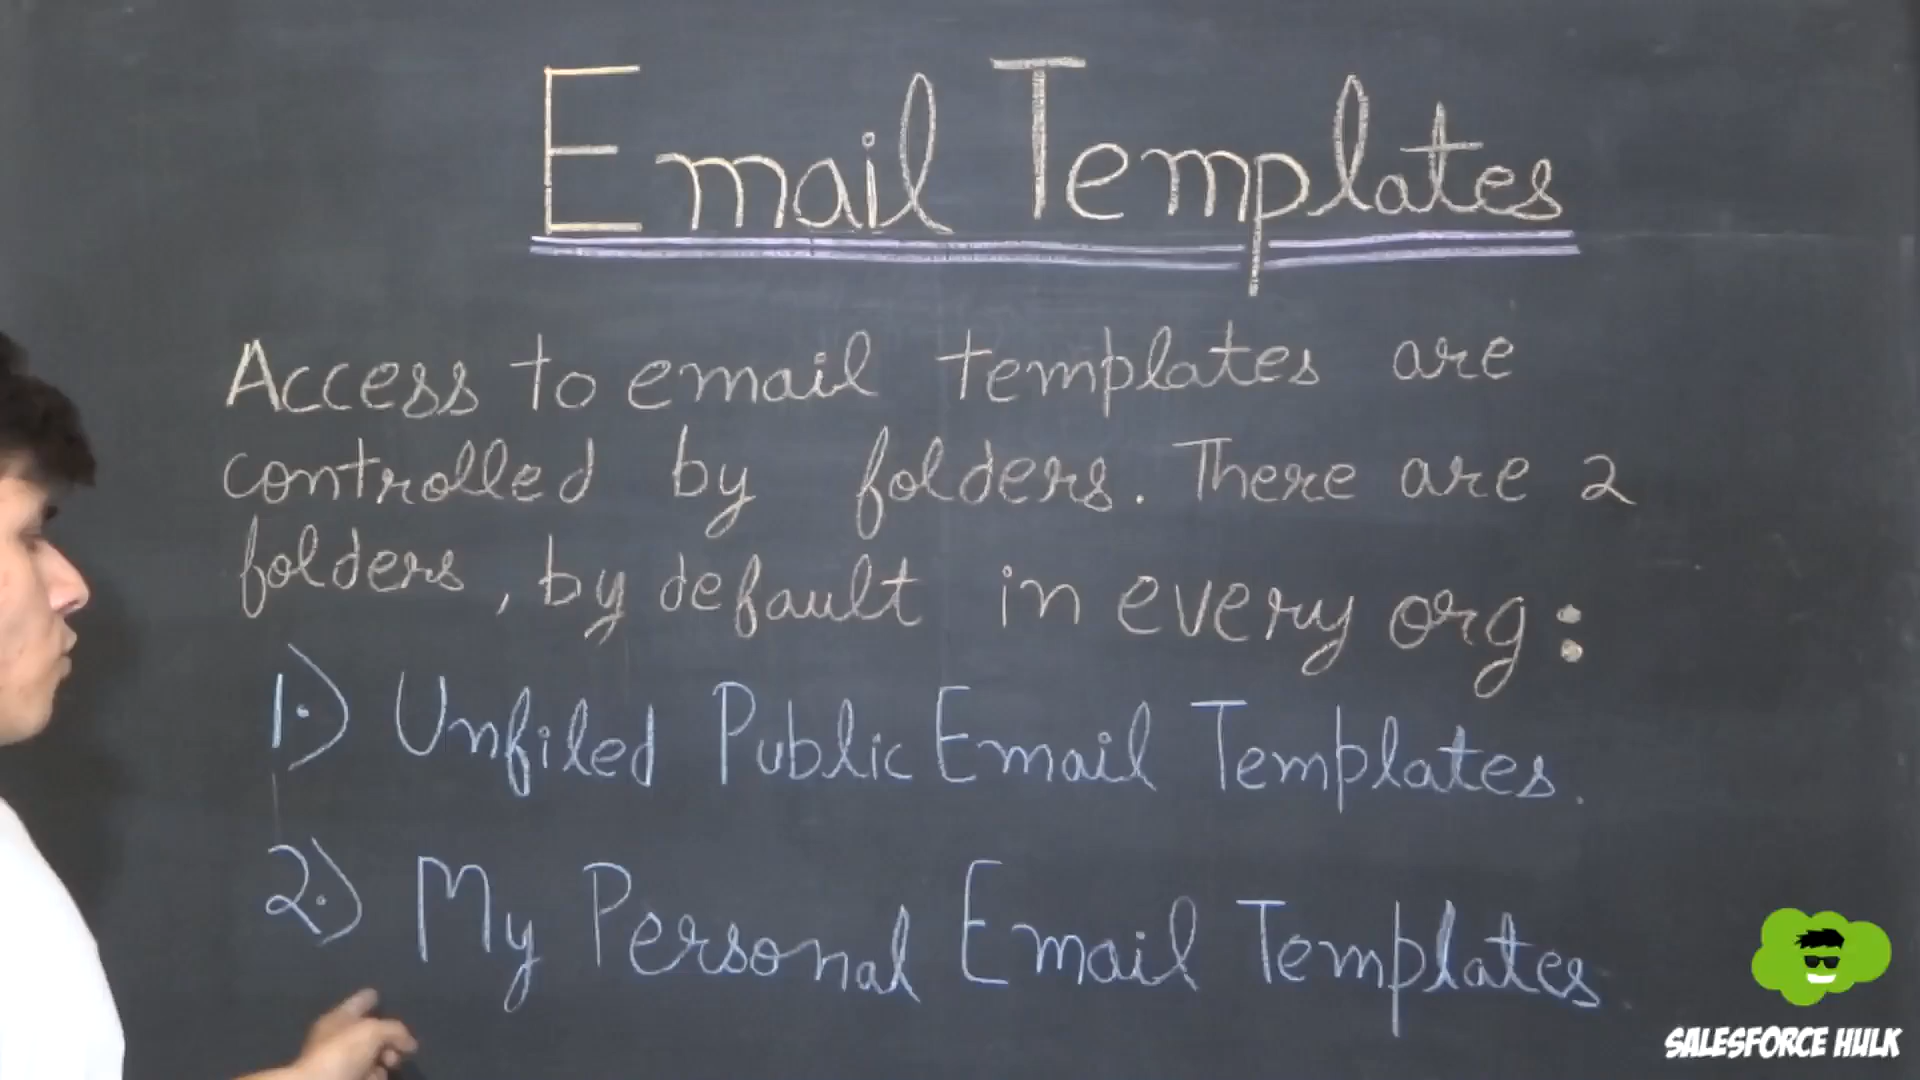 Email Templates
Access to email templates are
controlled by folders. There are 2
folders, by default in every org:
1.) Unfiled Public Email Templates.
2.) My Personal Email Templates.
SALESFORCE HULK